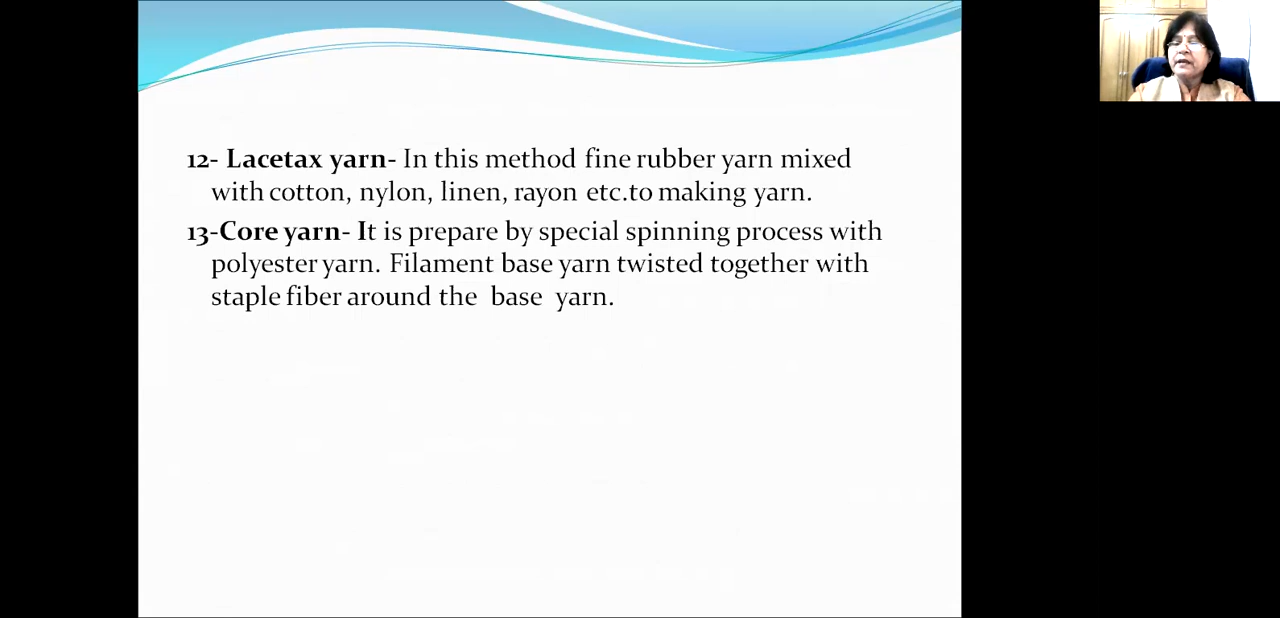 12- Lacetax yarn- In this method fine rubber yarn mixed
with cotton, nylon, linen, rayon etc.to making yarn.
13-Core yarn- It is prepare by special spinning process with
polyester yarn. Filament base yarn twisted together with
staple fiber around the base yarn.